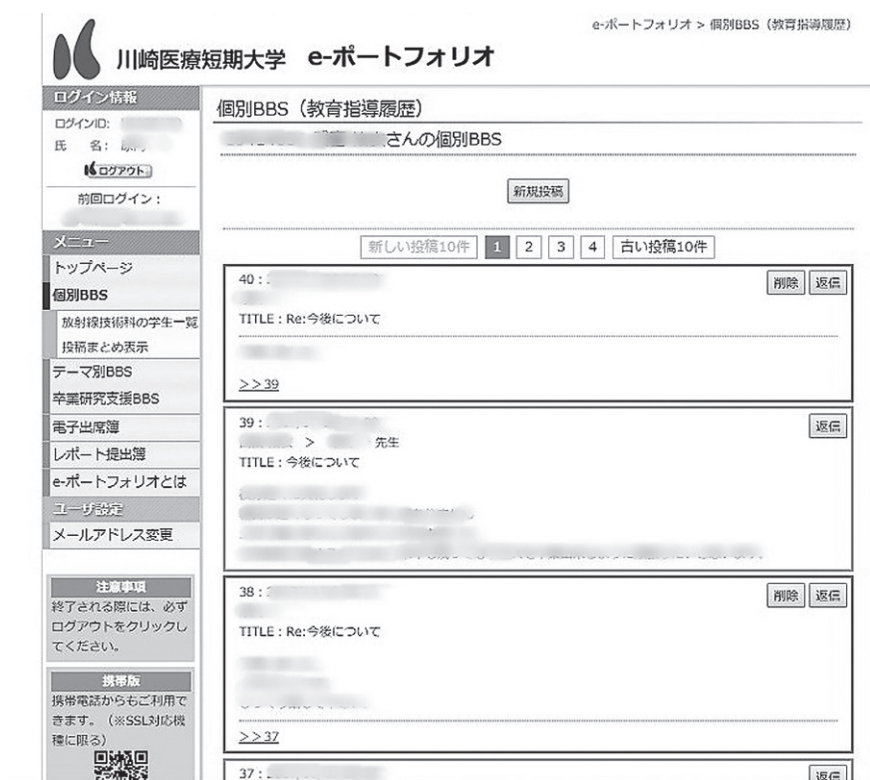 e-ポートフォリオ > 個別BBS（教育指導履歴）
川崎医療短期大学 e-ポートフォリオ
ログイン情報
ログインID:
氏 名:
ログアウト
前回ログイン：
メニュー
トップページ
個別BBS
放射線技術科の学生一覧
投稿まとめ表示
テーマ別BBS
卒業研究支援BBS
電子出席簿
レポート提出簿
e-ポートフォリオとは
ユーザ設定
メールアドレス変更
注意事項
終了される際には、必ず
ログアウトをクリックし
てください。
携帯版
携帯電話からもご利用で
きます。（※SSL対応機
種に限る）
個別BBS（教育指導履歴）
さんの個別BBS
新規投稿
新しい投稿10件 1 2 3 4 古い投稿10件
40 : 削除 返信
TITLE : Re:今後について
>>39
39 : 返信
> 先生
TITLE : 今後について
38 : 削除 返信
TITLE : Re:今後について
>>37
37 : 返信